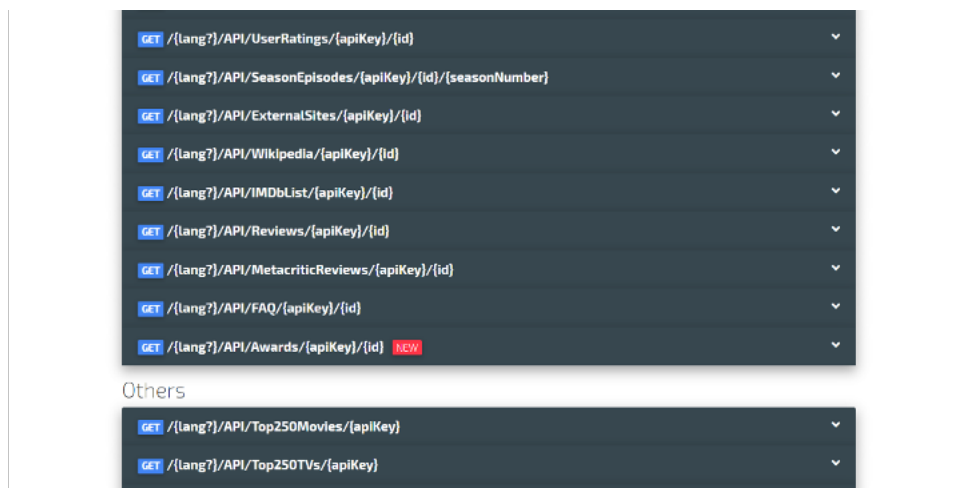 GET /{lang?}/API/UserRatings/{apiKey}/{id}
GET /{lang?}/API/SeasonEpisodes/{apiKey}/{id}/{seasonNumber}
GET /{lang?}/API/ExternalSites/{apiKey}/{id}
GET /{lang?}/API/Wikipedia/{apiKey}/{id}
GET /{lang?}/API/IMDbList/{apiKey}/{id}
GET /{lang?}/API/Reviews/{apiKey}/{id}
GET /{lang?}/API/MetacriticReviews/{apiKey}/{id}
GET /{lang?}/API/FAQ/{apiKey}/{id}
GET /{lang?}/API/Awards/{apiKey}/{id} NEW
Others
GET /{lang?}/API/Top250Movies/{apiKey}
GET /{lang?}/API/Top250TVs/{apiKey}